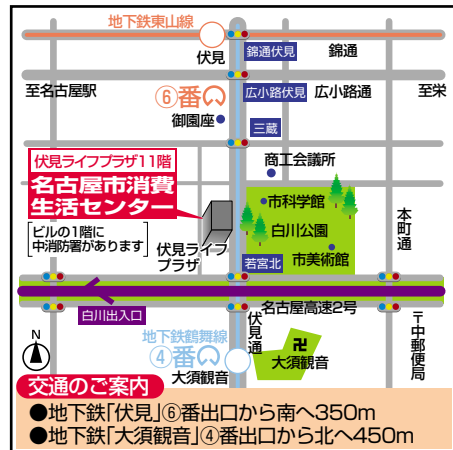 地下鉄東山線
伏見
錦通伏見
錦通
至名古屋駅
⑥番
広小路伏見
広小路通
至栄
御園座
三蔵
商工会議所
伏見ライフプラザ11階
名古屋市消費
生活センター
ビルの1階に
中消防署があります
伏見ライフ
プラザ
市科学館
白川公園
市美術館
若宮北
本町通
白川出入口
名古屋高速2号
伏見通
〒中郵便局
N
地下鉄鶴舞線
④番
大須観音
卍
大須観音
交通のご案内
●地下鉄「伏見」⑥番出口から南へ350m
●地下鉄「大須観音」④番出口から北へ450m